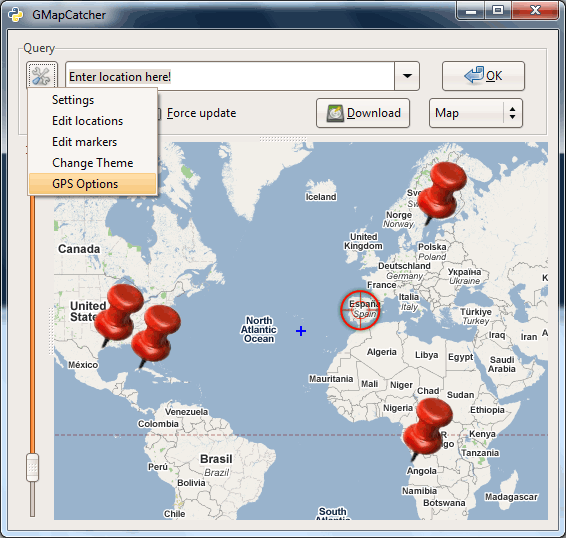 GMapCatcher
Query
Enter location here!
OK
Settings
Edit locations
Edit markers
Change Theme
GPS Options
Force update
Download
Map
Iceland
Norge
Norway
United
Kingdom
Polska
Poland
Deutschland
Germany
Україна
Ukraine
France
Canada
España
Spain
Italia
Italy
Türkiye
Turkey
United
North
Atlantic
Ocean
Iraq
Iran
Algeria
Libya
Egypt
Saudi
Arabia
México
Mauritania
Mali
Niger
Chad
Sudan
Nigeria
Ethiopia
Venezuela
Colombia
Kenya
Tanzania
Perú
Brasil
Brazil
Angola
Bolivia
Namibia
Botswana
Madagascar
Chile
South
Atlantic